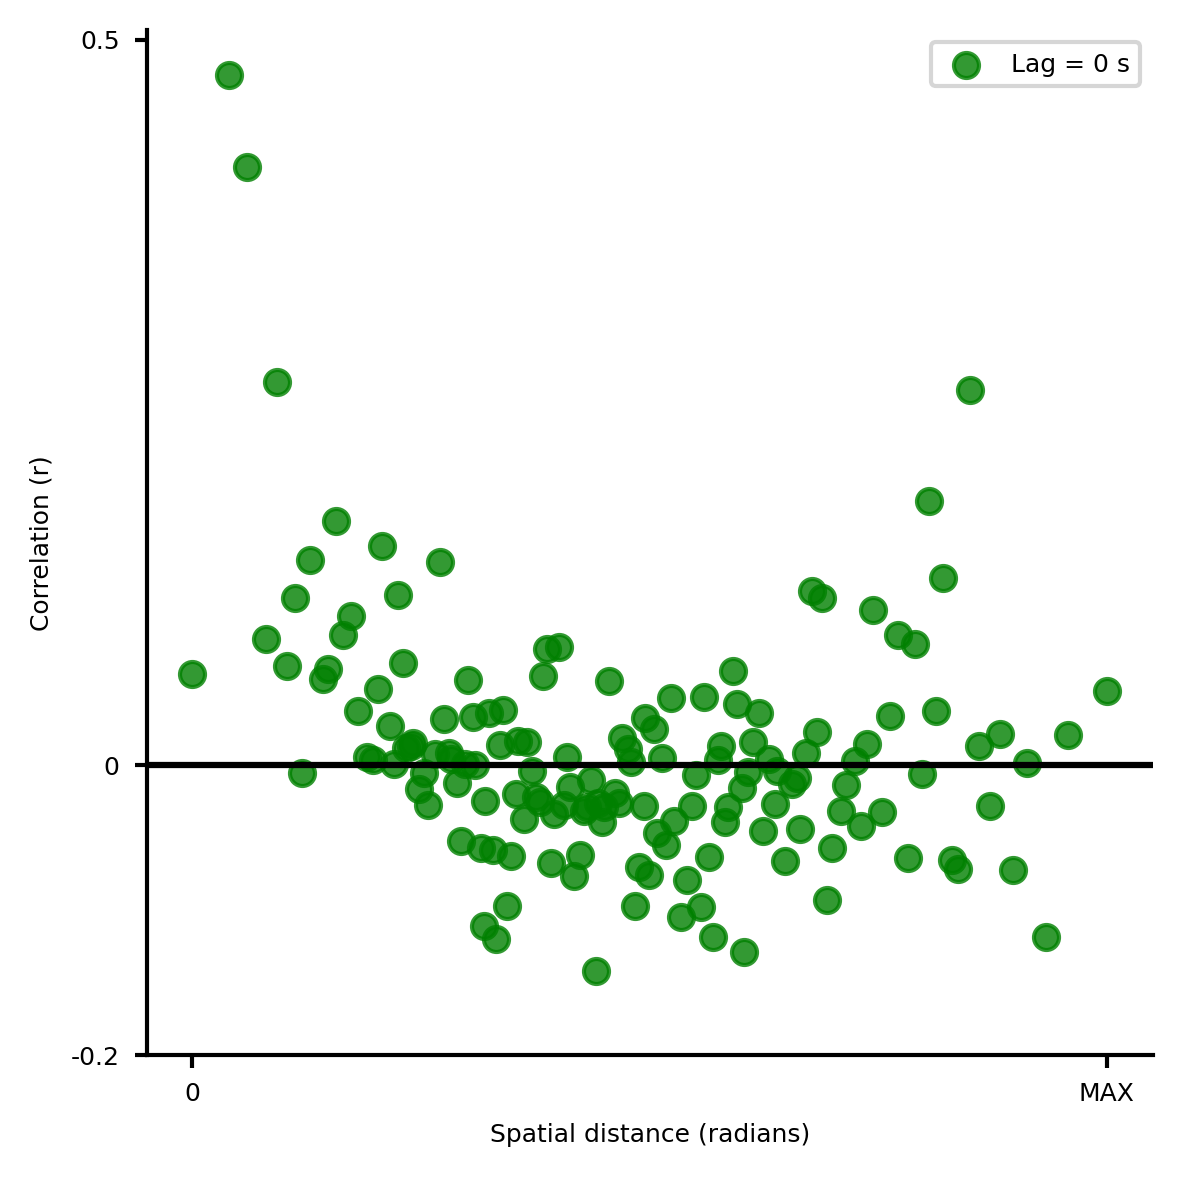 0.5
Lag = 0 s
Correlation (r)
0
-0.2
0
MAX
Spatial distance (radians)